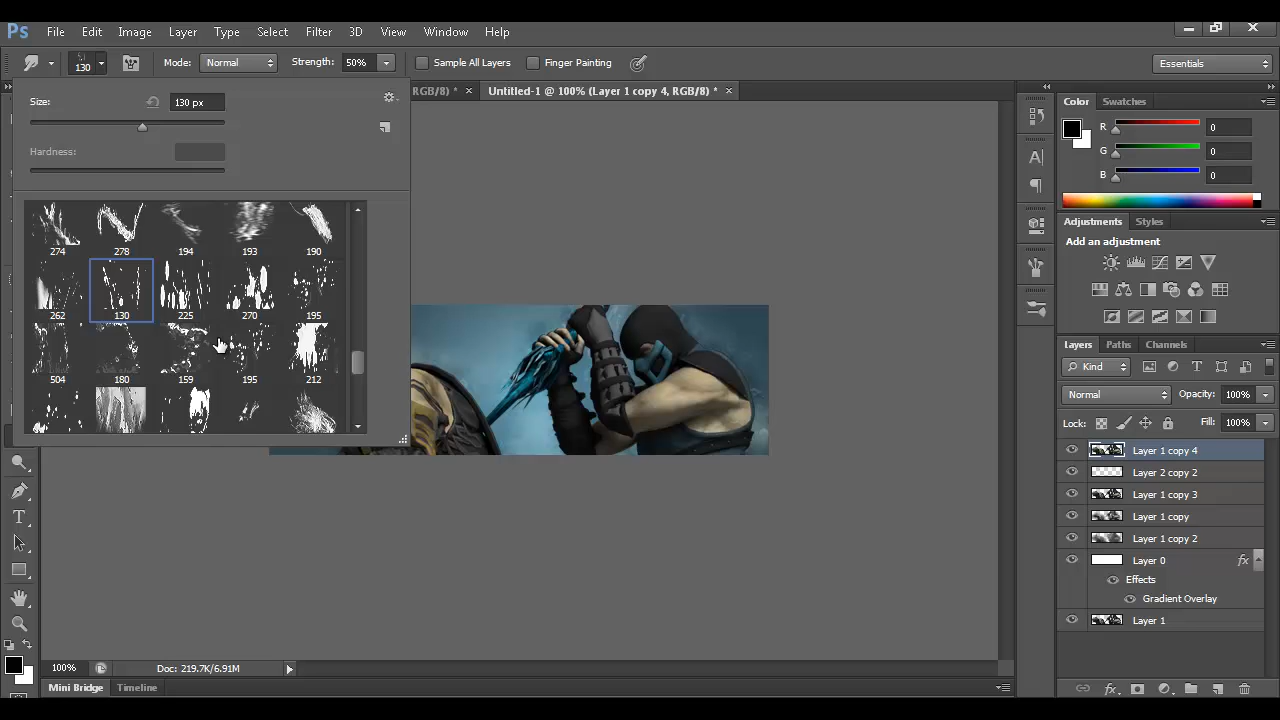 Ps File Edit Image Layer Type Select Filter 3D View Window Help
130 Mode: Normal Strength: 50% Sample All Layers Finger Painting Essentials
RGB/8) * × Untitled-1 @ 100% (Layer 1 copy 4, RGB/8) * ×
Size: 130 px
Hardness:
274 278 194 193 190
262 130 225 270 195
504 180 159 195 212
Color Swatches
R 0
G 0
B 0
Adjustments Styles
Add an adjustment
Layers Paths Channels
Kind
Normal Opacity: 100%
Lock: Fill: 100%
Layer 1 copy 4
Layer 2 copy 2
Layer 1 copy 3
Layer 1 copy
Layer 1 copy 2
Layer 0 fx
Effects
Gradient Overlay
Layer 1
100% Doc: 219.7K/6.91M
Mini Bridge Timeline